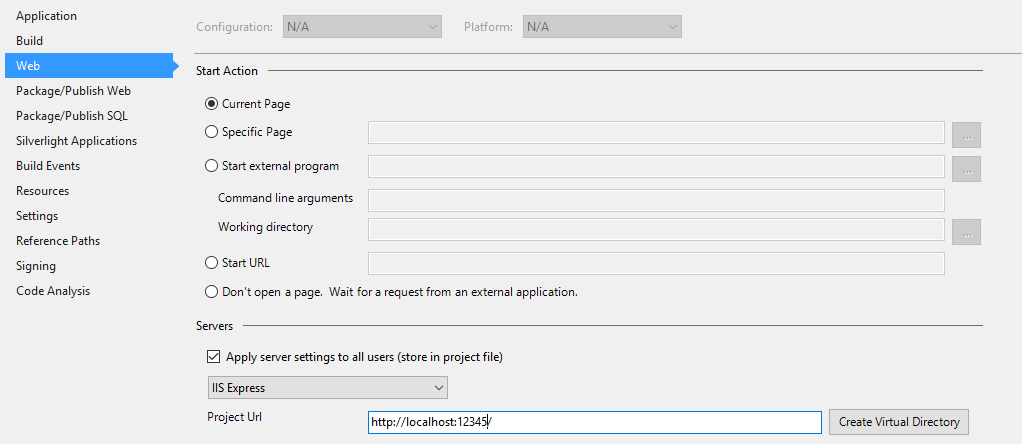 Application
Build
Web
Package/Publish Web
Package/Publish SQL
Silverlight Applications
Build Events
Resources
Settings
Reference Paths
Signing
Code Analysis
Configuration: N/A Platform: N/A
Start Action
Current Page
Specific Page ...
Start external program ...
Command line arguments
Working directory ...
Start URL
Don't open a page. Wait for a request from an external application.
Servers
Apply server settings to all users (store in project file)
IIS Express
Project Url http://localhost:12345/ Create Virtual Directory